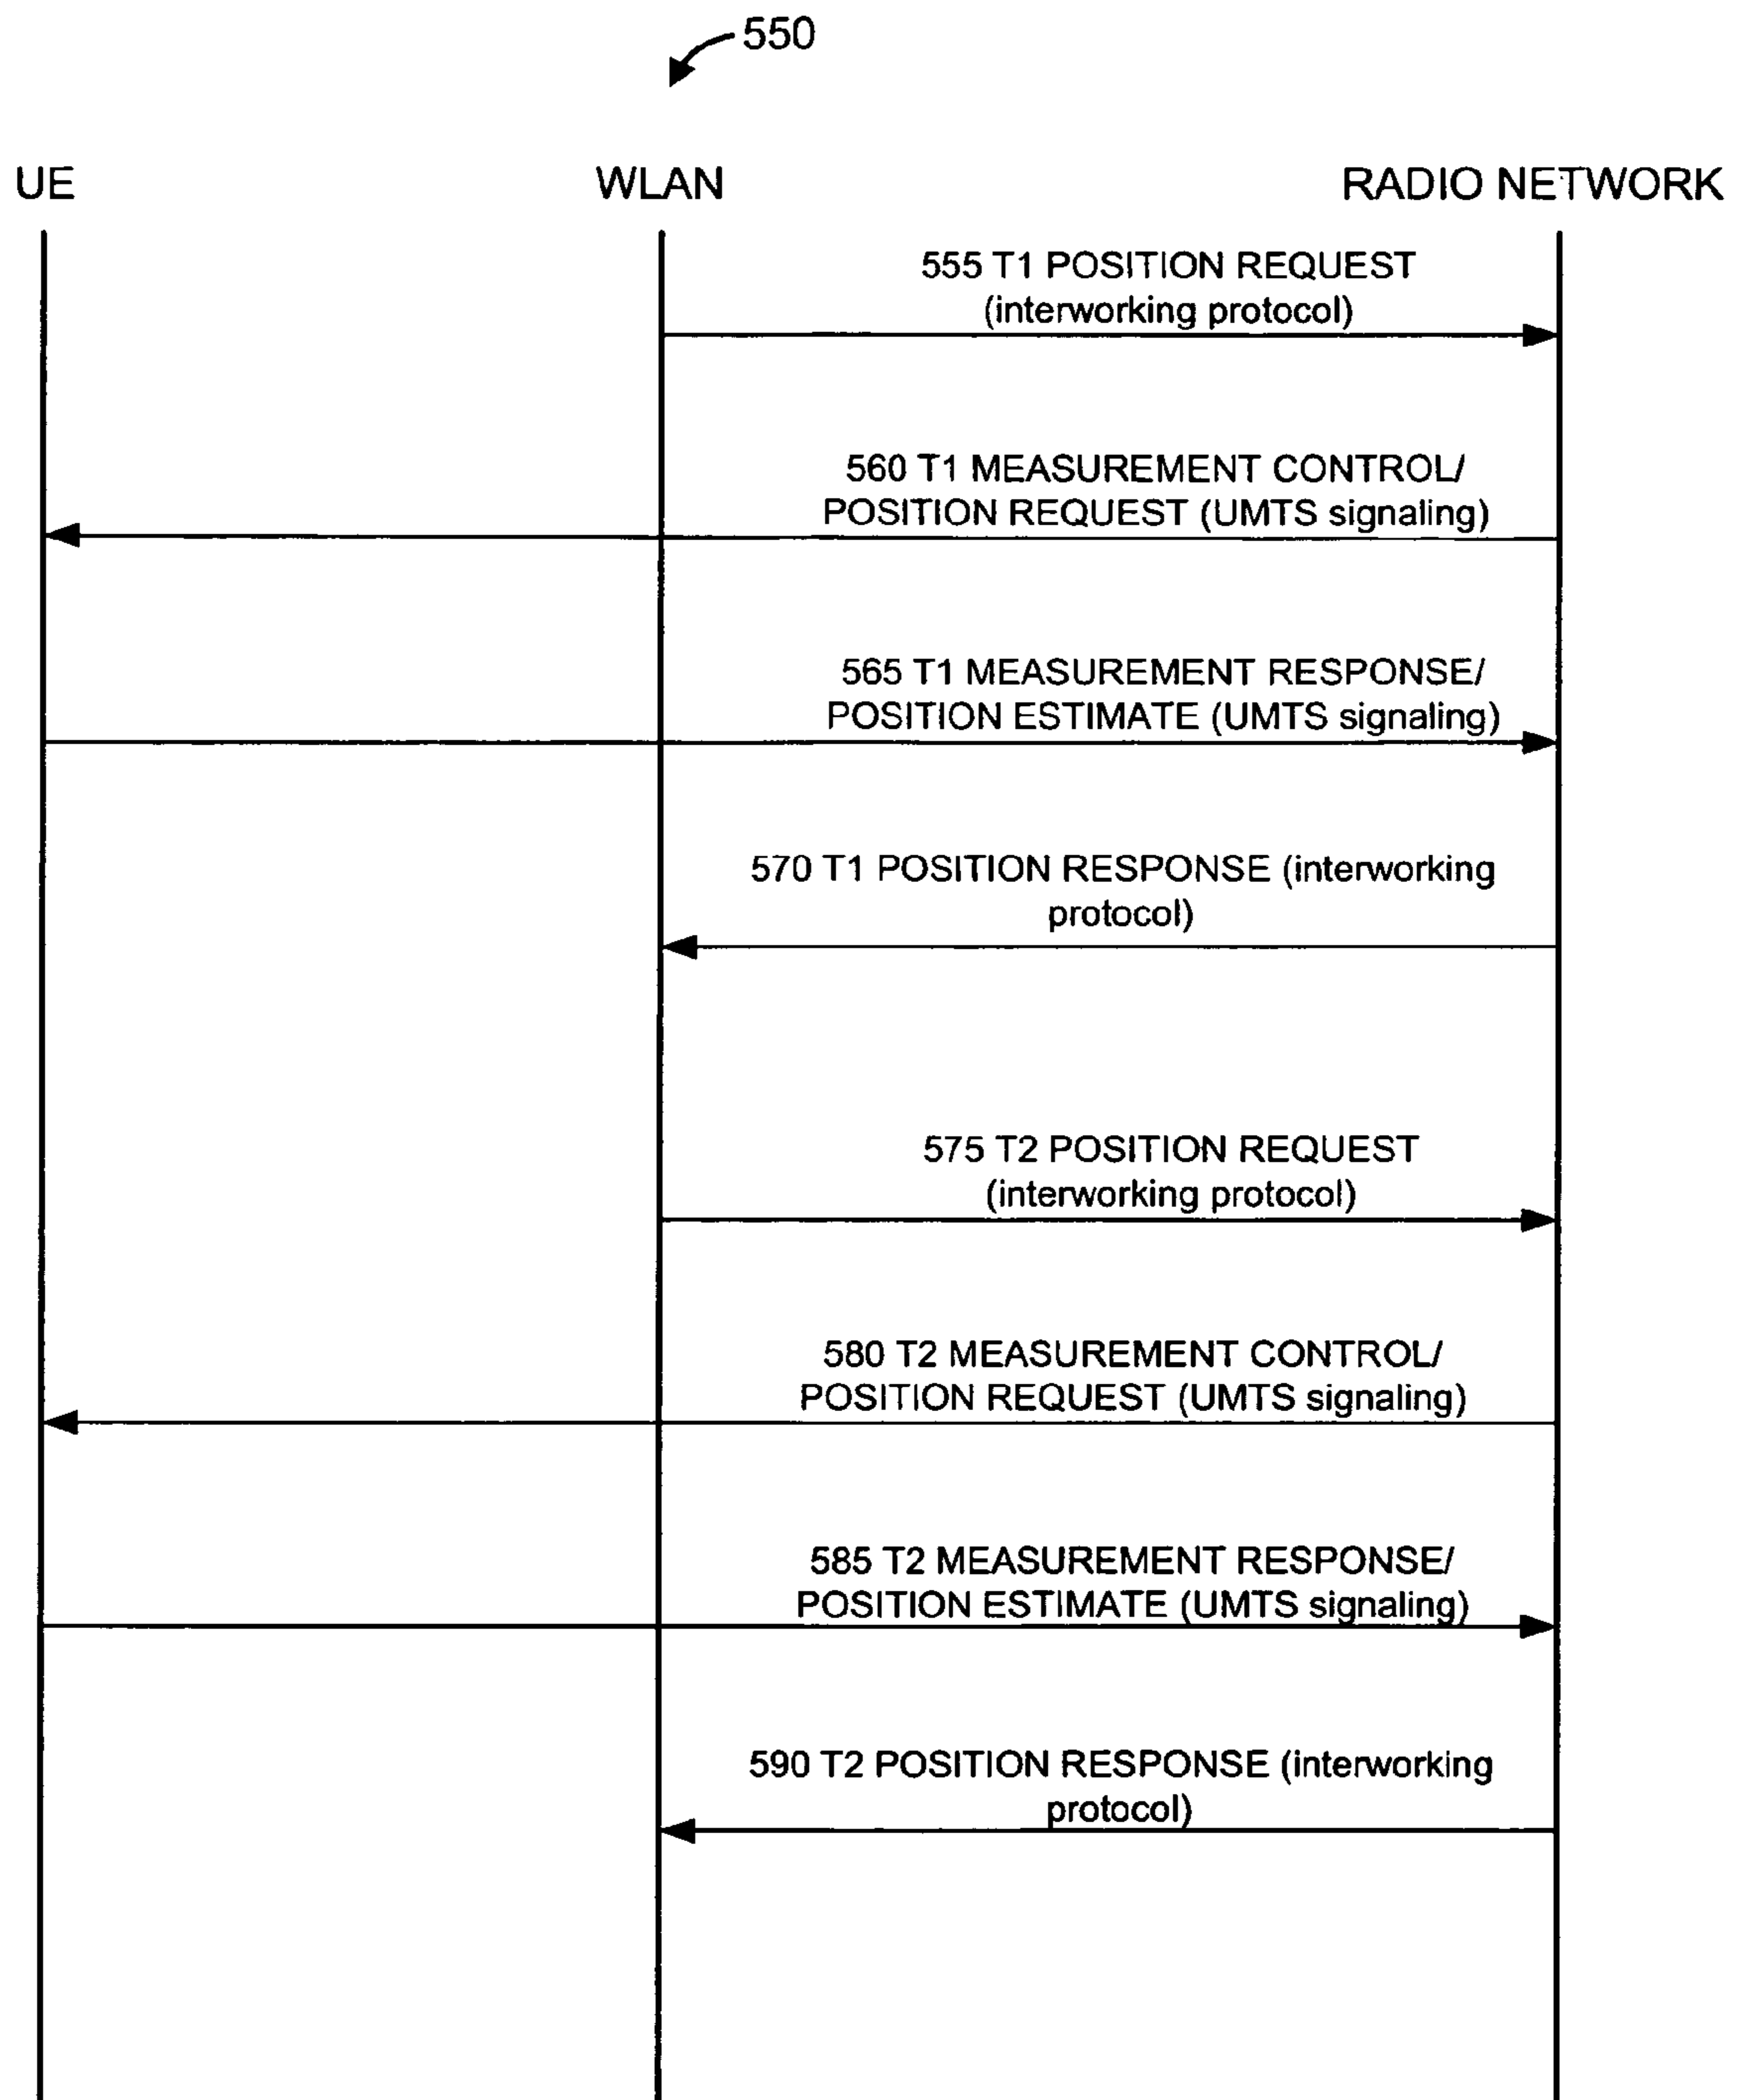 550
UE
WLAN
RADIO NETWORK
555 T1 POSITION REQUEST
(interworking protocol)
560 T1 MEASUREMENT CONTROL/
POSITION REQUEST (UMTS signaling)
565 T1 MEASUREMENT RESPONSE/
POSITION ESTIMATE (UMTS signaling)
570 T1 POSITION RESPONSE (interworking
protocol)
575 T2 POSITION REQUEST
(interworking protocol)
580 T2 MEASUREMENT CONTROL/
POSITION REQUEST (UMTS signaling)
585 T2 MEASUREMENT RESPONSE/
POSITION ESTIMATE (UMTS signaling)
590 T2 POSITION RESPONSE (interworking
protocol)